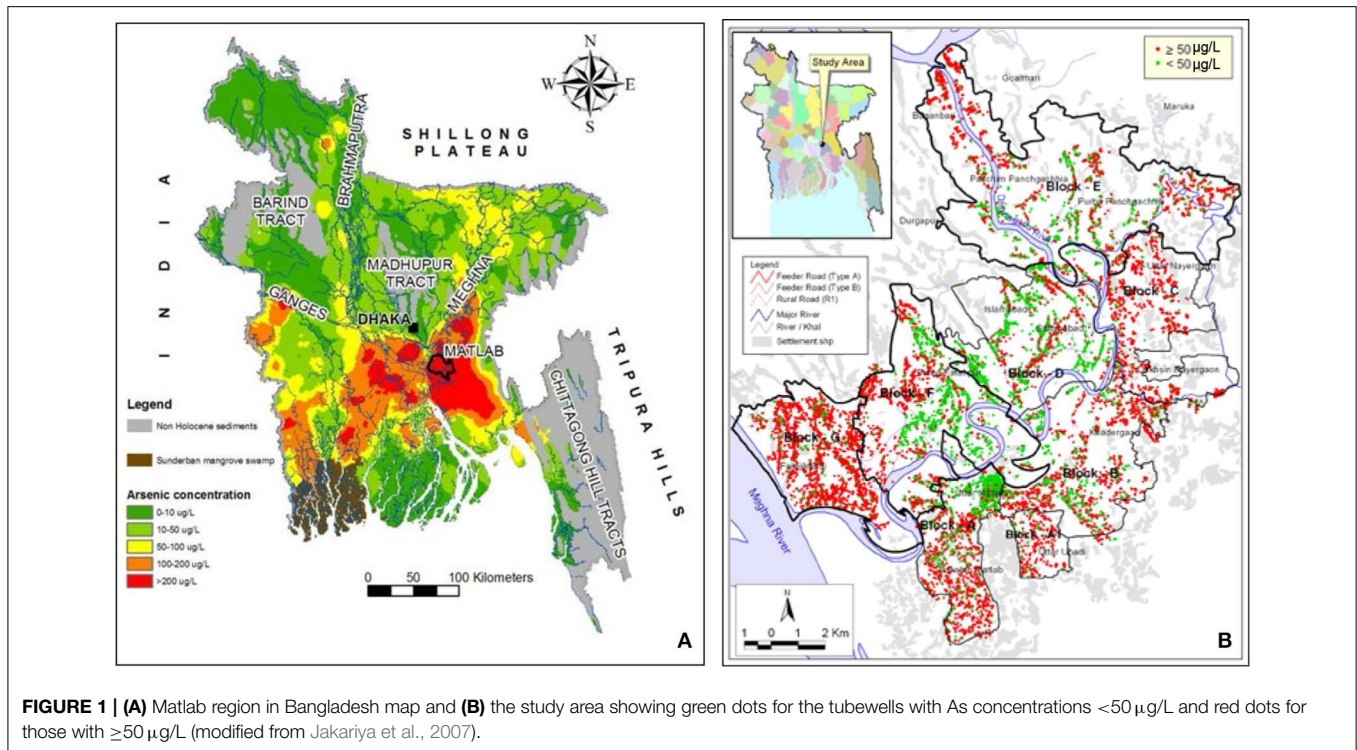 N
W E
S
SHILLONG
PLATEAU
BRAHMAPUTRA
BARIND
TRACT
I N D I A
MADHUPUR
TRACT
MEGHNA
GANGES
DHAKA
MATLAB
TRIPURA HILLS
CHITTAGONG HILL TRACTS
Legend
Non Holocene sediments
Sunderban mangrove swamp
Arsenic concentration
0-10 ug/L
10-50 ug/L
50-100 ug/L
100-200 ug/L
>200 ug/L
0 50 100 Kilometers
A
≥ 50 µg/L
< 50 µg/L
Study Area
Goalmari
Maruka
Block - E
Durgapur
Legend
Feeder Road (Type A)
Feeder Road (Type B)
Rural Road (R1)
Major River
River / Khal
Settlement.shp
Block - C
Block - D
Block - F
Block - G
Block - B
Block - A
Block - A1
Meghna River
N
1 0 1 2 Km
B
FIGURE 1 | (A) Matlab region in Bangladesh map and (B) the study area showing green dots for the tubewells with As concentrations <50 µg/L and red dots for
those with ≥50 µg/L (modified from Jakariya et al., 2007).